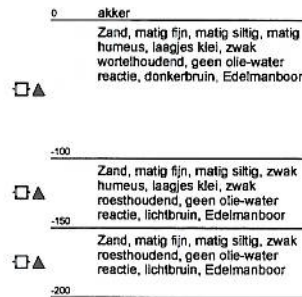 0 akker
Zand, matig fijn, matig siltig, matig
humeus, laagjes klei, zwak
wortelhoudend, geen olie-water
reactie, donkerbruin, Edelmanboor
-100
Zand, matig fijn, matig siltig, zwak
humeus, laagjes klei, zwak
roesthoudend, geen olie-water
reactie, lichtbruin, Edelmanboor
-150
Zand, matig fijn, matig siltig, zwak
roesthoudend, geen olie-water
reactie, lichtbruin, Edelmanboor
-200